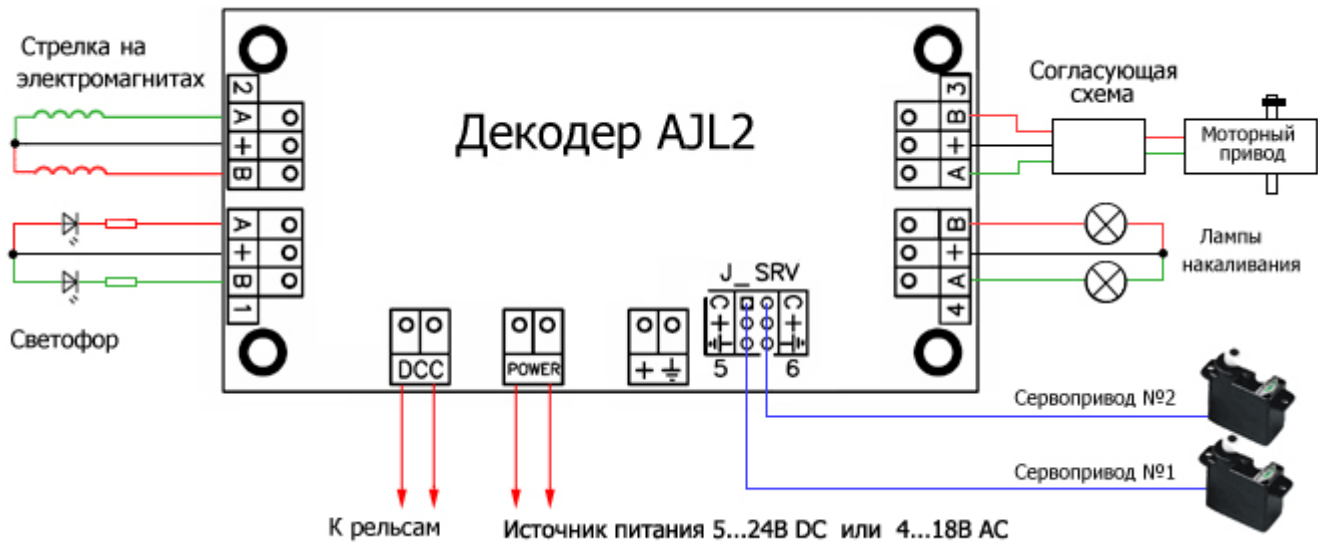 Стрелка на
электромагнитах
Декодер AJL2
Согласующая
схема
Моторный
привод
2
A
+
B
3
B
+
A
A
+
B
1
B
+
A
4
Лампы
накаливания
Светофор
J_SRV
C
+
C
+
5
6
DCC
POWER
+
Сервопривод №2
Сервопривод №1
К рельсам
Источник питания 5...24В DC или 4...18В AC